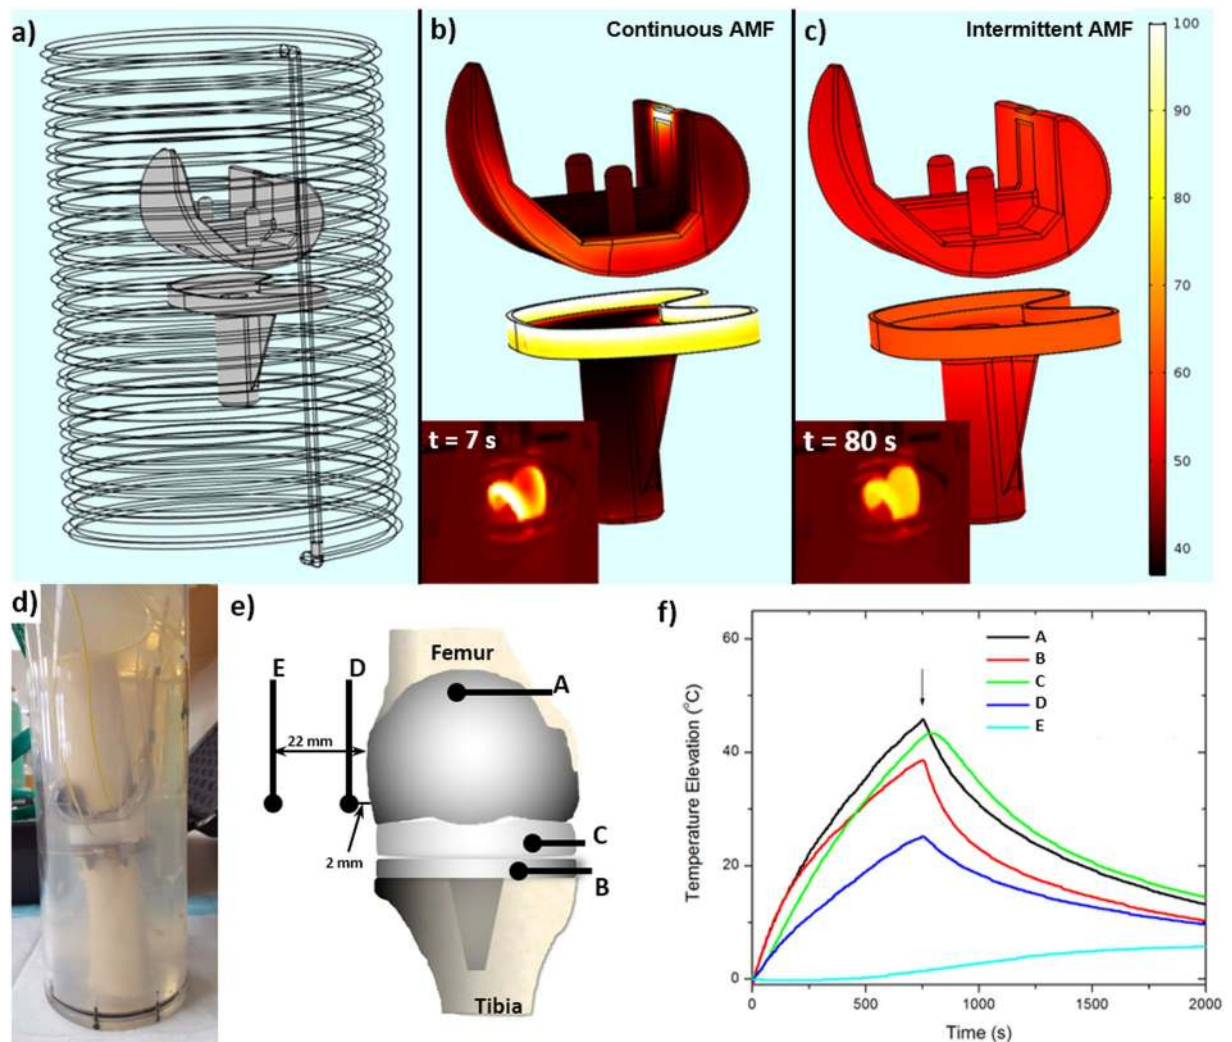 a)
b)
Continuous AMF
c)
Intermittent AMF
100
90
80
70
60
50
40
t = 7 s
t = 80 s
d)
e)
Femur
E
D
A
22 mm
2 mm
C
B
Tibia
f)
A
B
C
D
E
60
40
20
0
Temperature Elevation (°C)
0
500
1000
1500
2000
Time (s)